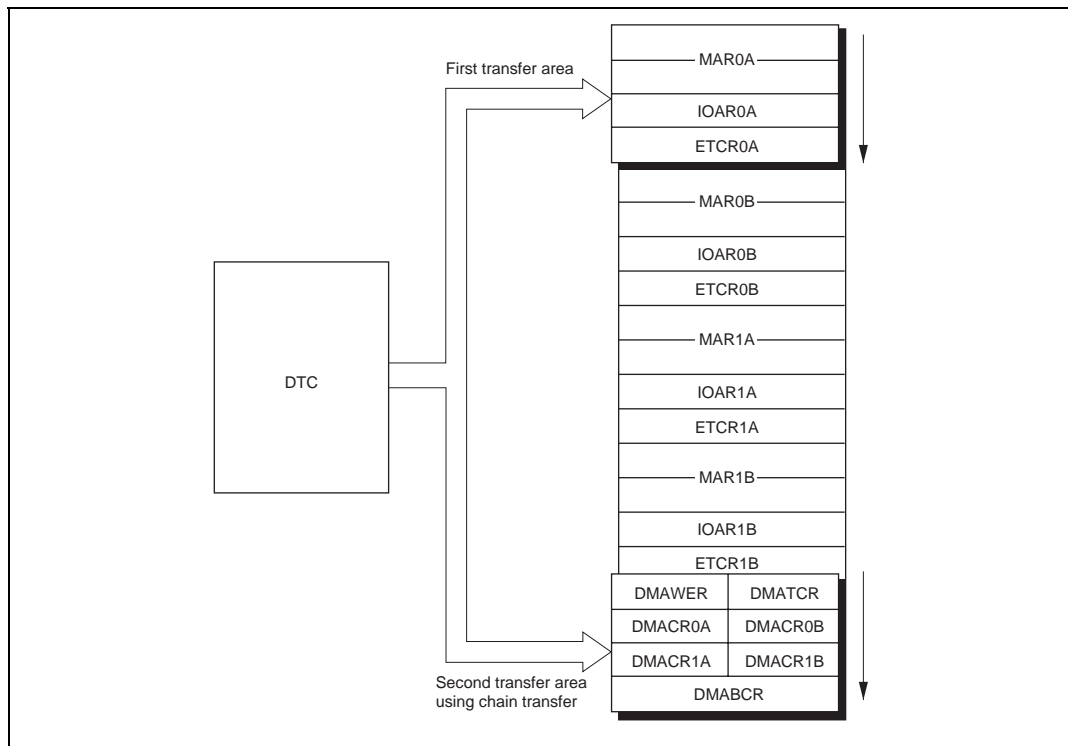 First transfer area
MAR0A
IOAR0A
ETCR0A
MAR0B
IOAR0B
ETCR0B
MAR1A
DTC
IOAR1A
ETCR1A
MAR1B
IOAR1B
ETCR1B
DMAWER DMATCR
DMACR0A DMACR0B
DMACR1A DMACR1B
Second transfer area
using chain transfer
DMABCR